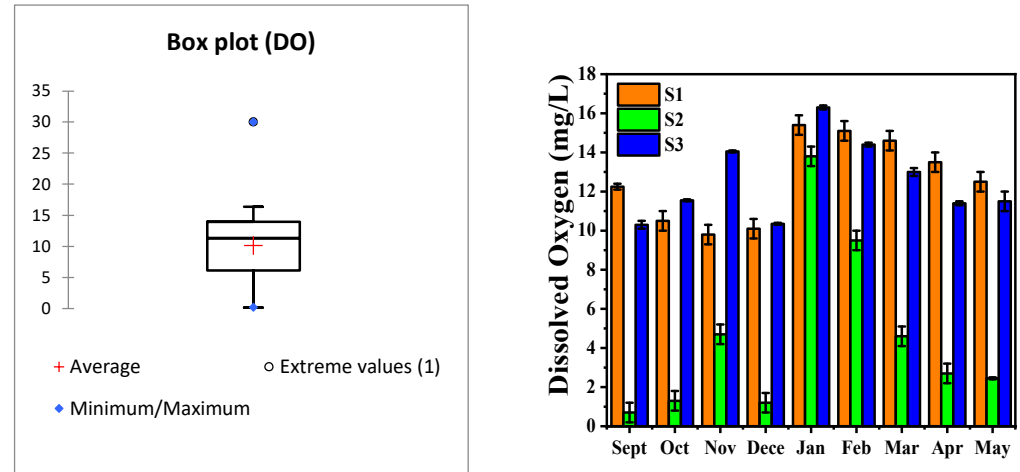 Box plot (DO)
35
30
25
20
15
10
5
0
+ Average
Extreme values (1)
Minimum/Maximum
Dissolved Oxygen (mg/L)
18
16
14
12
10
8
6
4
2
0
S1
S2
S3
Sept Oct Nov Dece Jan Feb Mar Apr May